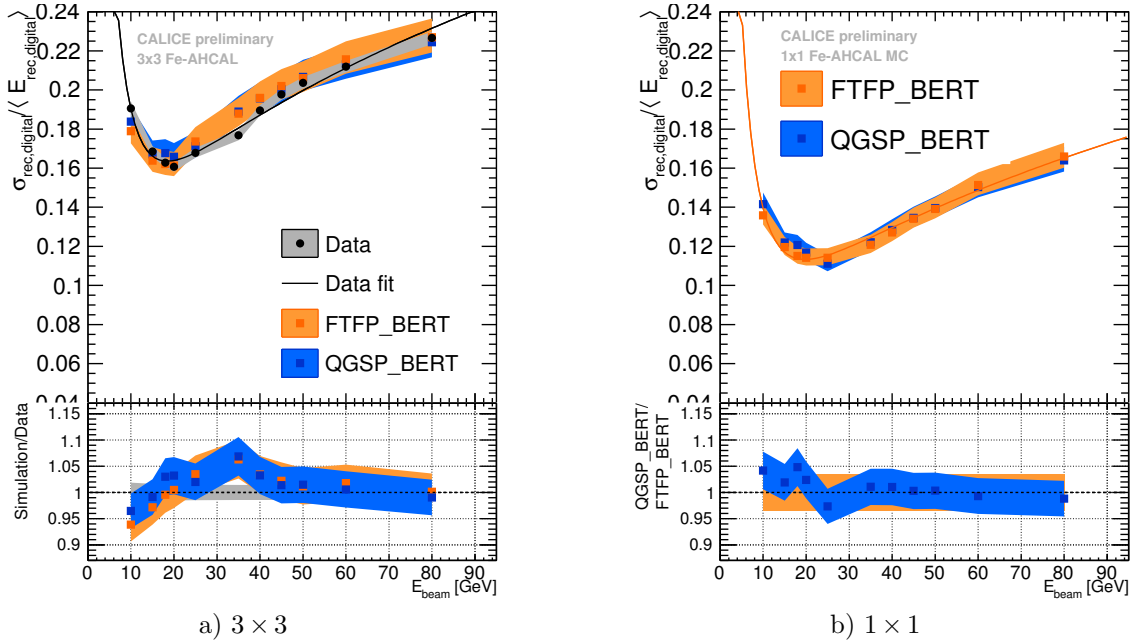 σ_rec,digital/⟨ E_rec,digital⟩
0.24
0.22
0.2
0.18
0.16
0.14
0.12
0.1
0.08
0.06
0.04
CALICE preliminary
3x3 Fe-AHCAL
Data
Data fit
FTFP_BERT
QGSP_BERT
Simulation/Data
1.15
1.1
1.05
1
0.95
0.9
0 10 20 30 40 50 60 70 80 90
E_beam [GeV]
a) 3 × 3
σ_rec,digital/⟨ E_rec,digital⟩
0.24
0.22
0.2
0.18
0.16
0.14
0.12
0.1
0.08
0.06
0.04
CALICE preliminary
1x1 Fe-AHCAL MC
FTFP_BERT
QGSP_BERT
QGSP_BERT/
FTFP_BERT
1.15
1.1
1.05
1
0.95
0.9
0 10 20 30 40 50 60 70 80 90
E_beam [GeV]
b) 1 × 1